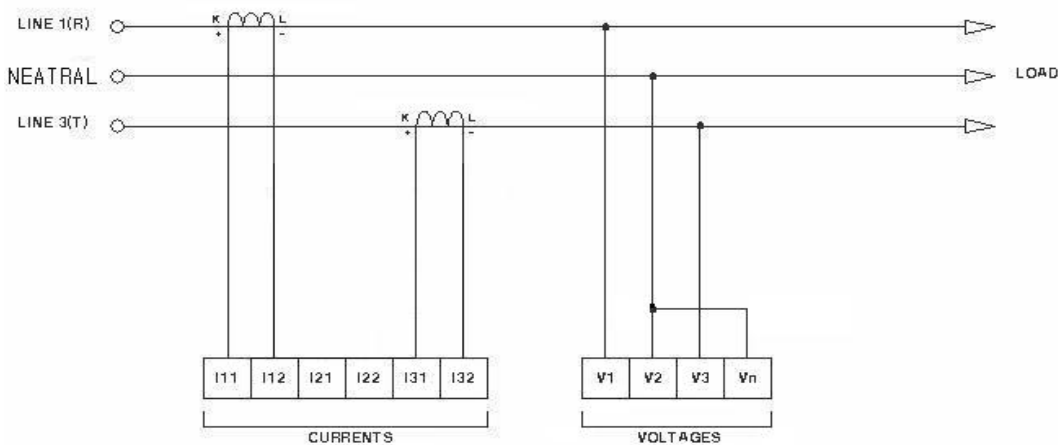 K L
LINE 1(R)
+ -
NEATRAL
LOAD
K L
LINE 3(T)
+ -
I11 I12 I21 I22 I31 I32
V1 V2 V3 Vn
CURRENTS
VOLTAGES